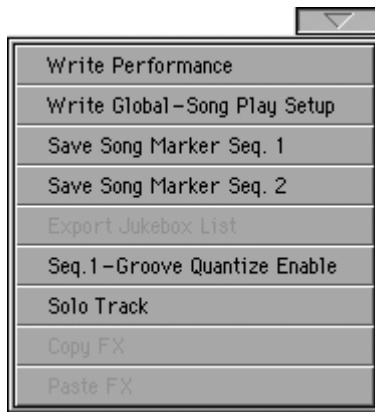 Write Performance
Write Global-Song Play Setup
Save Song Marker Seq. 1
Save Song Marker Seq. 2
Export Jukebox List
Seq.1-Groove Quantize Enable
Solo Track
Copy FX
Paste FX